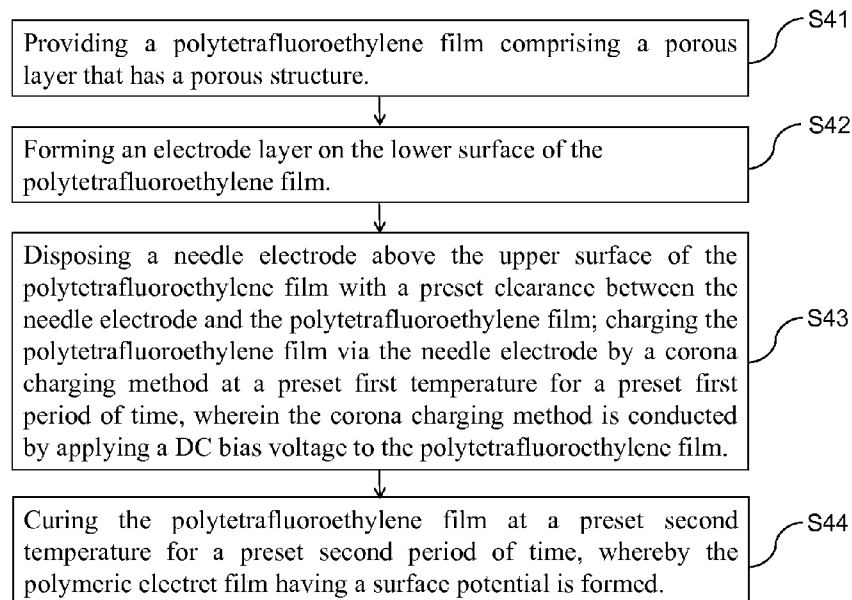 S41
Providing a polytetrafluoroethylene film comprising a porous
layer that has a porous structure.
S42
Forming an electrode layer on the lower surface of the
polytetrafluoroethylene film.
S43
Disposing a needle electrode above the upper surface of the
polytetrafluoroethylene film with a preset clearance between the
needle electrode and the polytetrafluoroethylene film; charging the
polytetrafluoroethylene film via the needle electrode by a corona
charging method at a preset first temperature for a preset first
period of time, wherein the corona charging method is conducted
by applying a DC bias voltage to the polytetrafluoroethylene film.
S44
Curing the polytetrafluoroethylene film at a preset second
temperature for a preset second period of time, whereby the
polymeric electret film having a surface potential is formed.